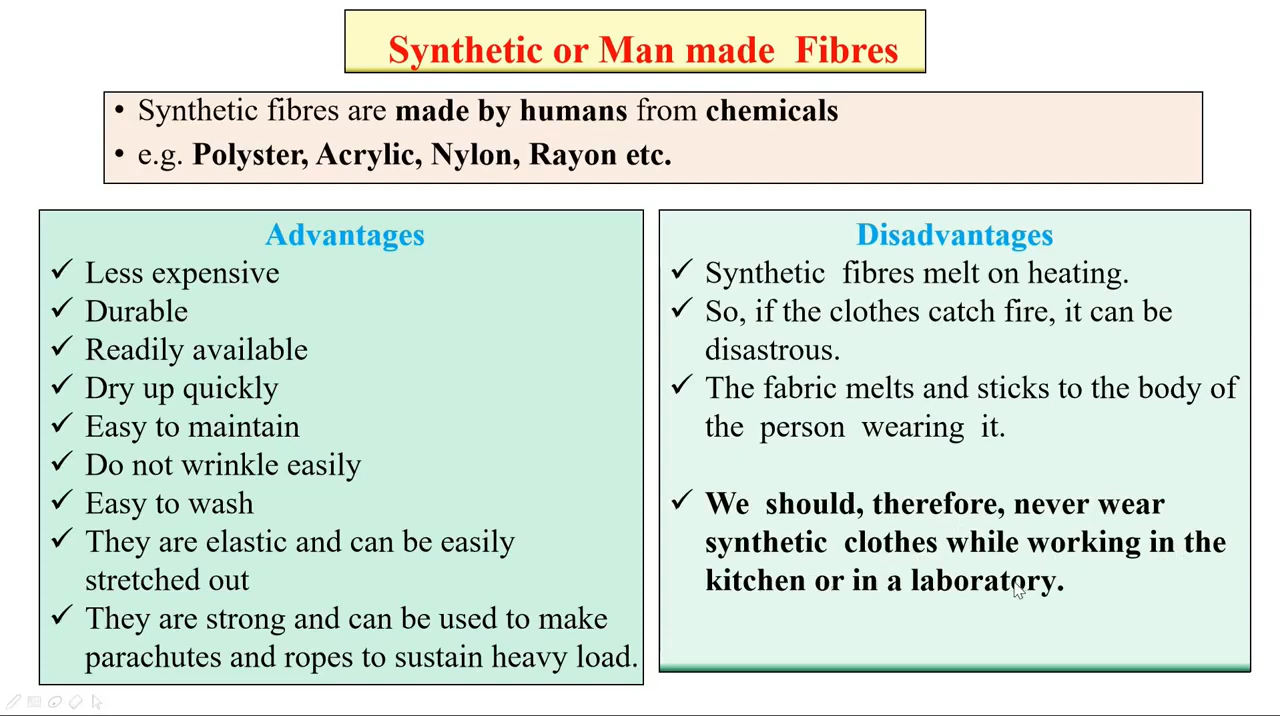 Synthetic or Man made Fibres
• Synthetic fibres are made by humans from chemicals
• e.g. Polyster, Acrylic, Nylon, Rayon etc.
Advantages
✓ Less expensive
✓ Durable
✓ Readily available
✓ Dry up quickly
✓ Easy to maintain
✓ Do not wrinkle easily
✓ Easy to wash
✓ They are elastic and can be easily
stretched out
✓ They are strong and can be used to make
parachutes and ropes to sustain heavy load.
Disadvantages
✓ Synthetic fibres melt on heating.
✓ So, if the clothes catch fire, it can be
disastrous.
✓ The fabric melts and sticks to the body of
the person wearing it.
✓ We should, therefore, never wear
synthetic clothes while working in the
kitchen or in a laboratory.